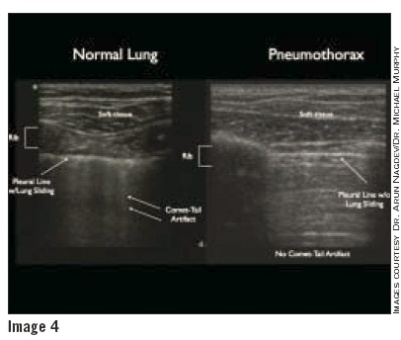 Normal Lung
Pneumothorax
Soft tissue
Rib
Pleural Line
w/Lung Sliding
Comet-Tail
Artifact
Soft tissue
Rib
Pleural Line w/o
Lung Sliding
No Comet-Tail Artifact
IMAGES COURTESY DR. ARUN NAGDEV/DR. MICHAEL MURPHY
Image 4